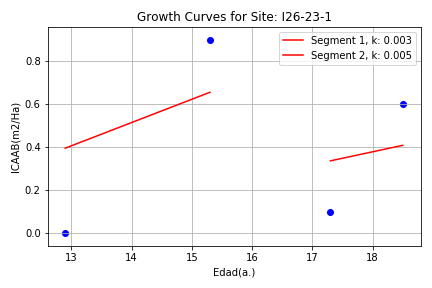 Growth Curves for Site: I26-23-1
Segment 1, k: 0.003
Segment 2, k: 0.005
ICAAB(m2/Ha)
0.8
0.6
0.4
0.2
0.0
13 14 15 16 17 18
Edad(a.)